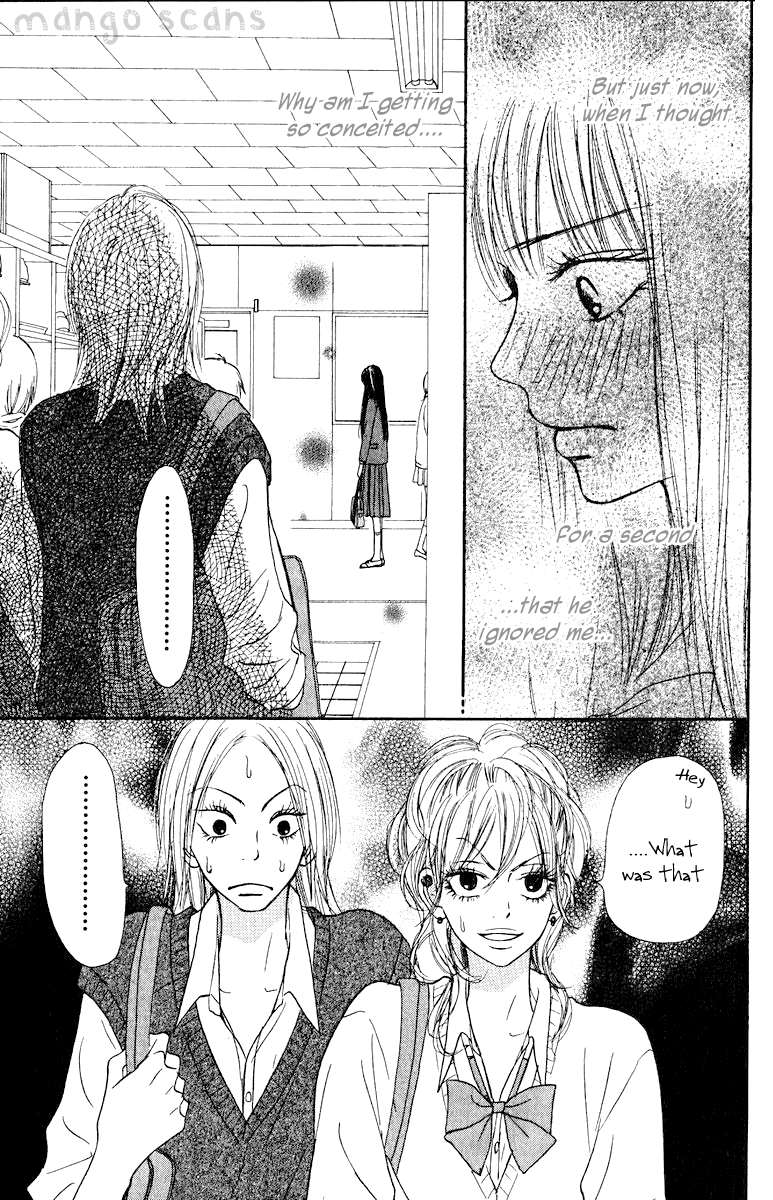 mango scans
But just now,
when I thought
for a second
...that he
ignored me...
Why am I getting
so conceited....
Hey
....What
was that